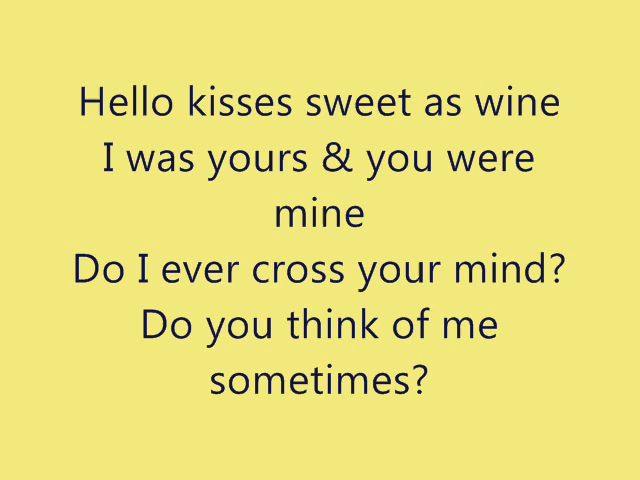 Hello kisses sweet as wine
I was yours & you were
mine
Do I ever cross your mind?
Do you think of me
sometimes?